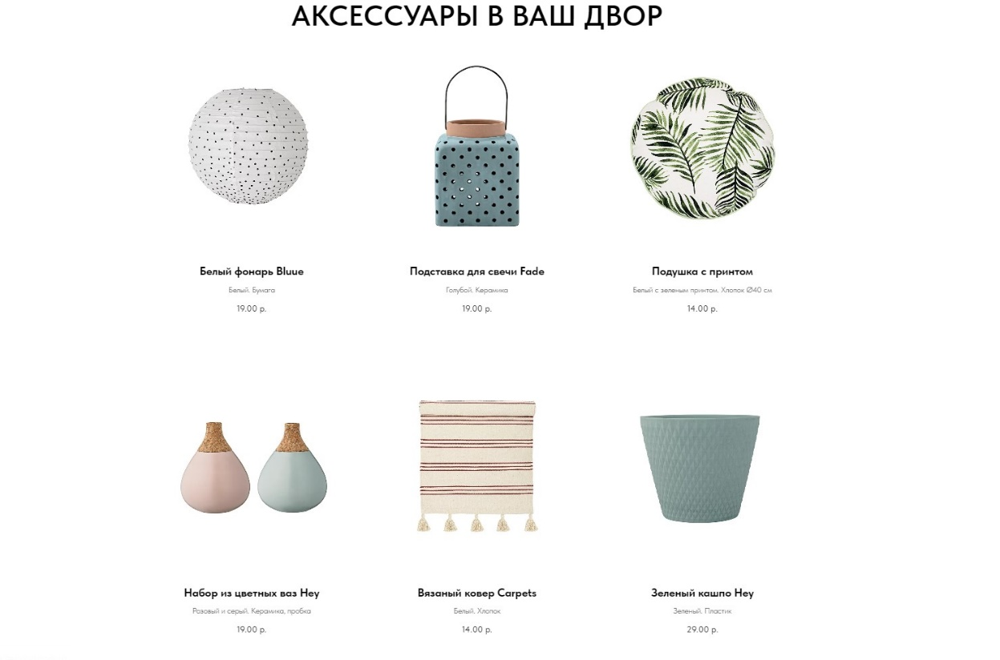 АКСЕССУАРЫ В ВАШ ДВОР
Белый фонарь Bluue
Белый. Бумага
19.00 р.
Подставка для свечи Fade
Голубой. Керамика
19.00 р.
Подушка с принтом
Белый с зеленым принтом. Хлопок Ø40 см
14.00 р.
Набор из цветных ваз Hey
Розовый и серый. Керамика, пробка
19.00 р.
Вязаный ковер Carpets
Белый. Хлопок
14.00 р.
Зеленый кашпо Hey
Зеленый. Пластик
29.00 р.